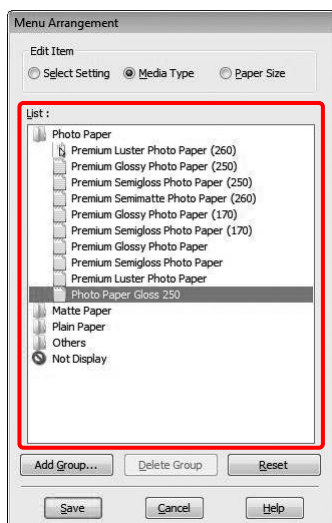 Menu Arrangement
Edit Item
Select Setting Media Type Paper Size
List :
Photo Paper
Premium Luster Photo Paper (260)
Premium Glossy Photo Paper (250)
Premium Semigloss Photo Paper (250)
Premium Semimatte Photo Paper (260)
Premium Glossy Photo Paper (170)
Premium Semigloss Photo Paper (170)
Premium Glossy Photo Paper
Premium Semigloss Photo Paper
Premium Luster Photo Paper
Photo Paper Gloss 250
Matte Paper
Plain Paper
Others
Not Display
Add Group... Delete Group Reset
Save Cancel Help